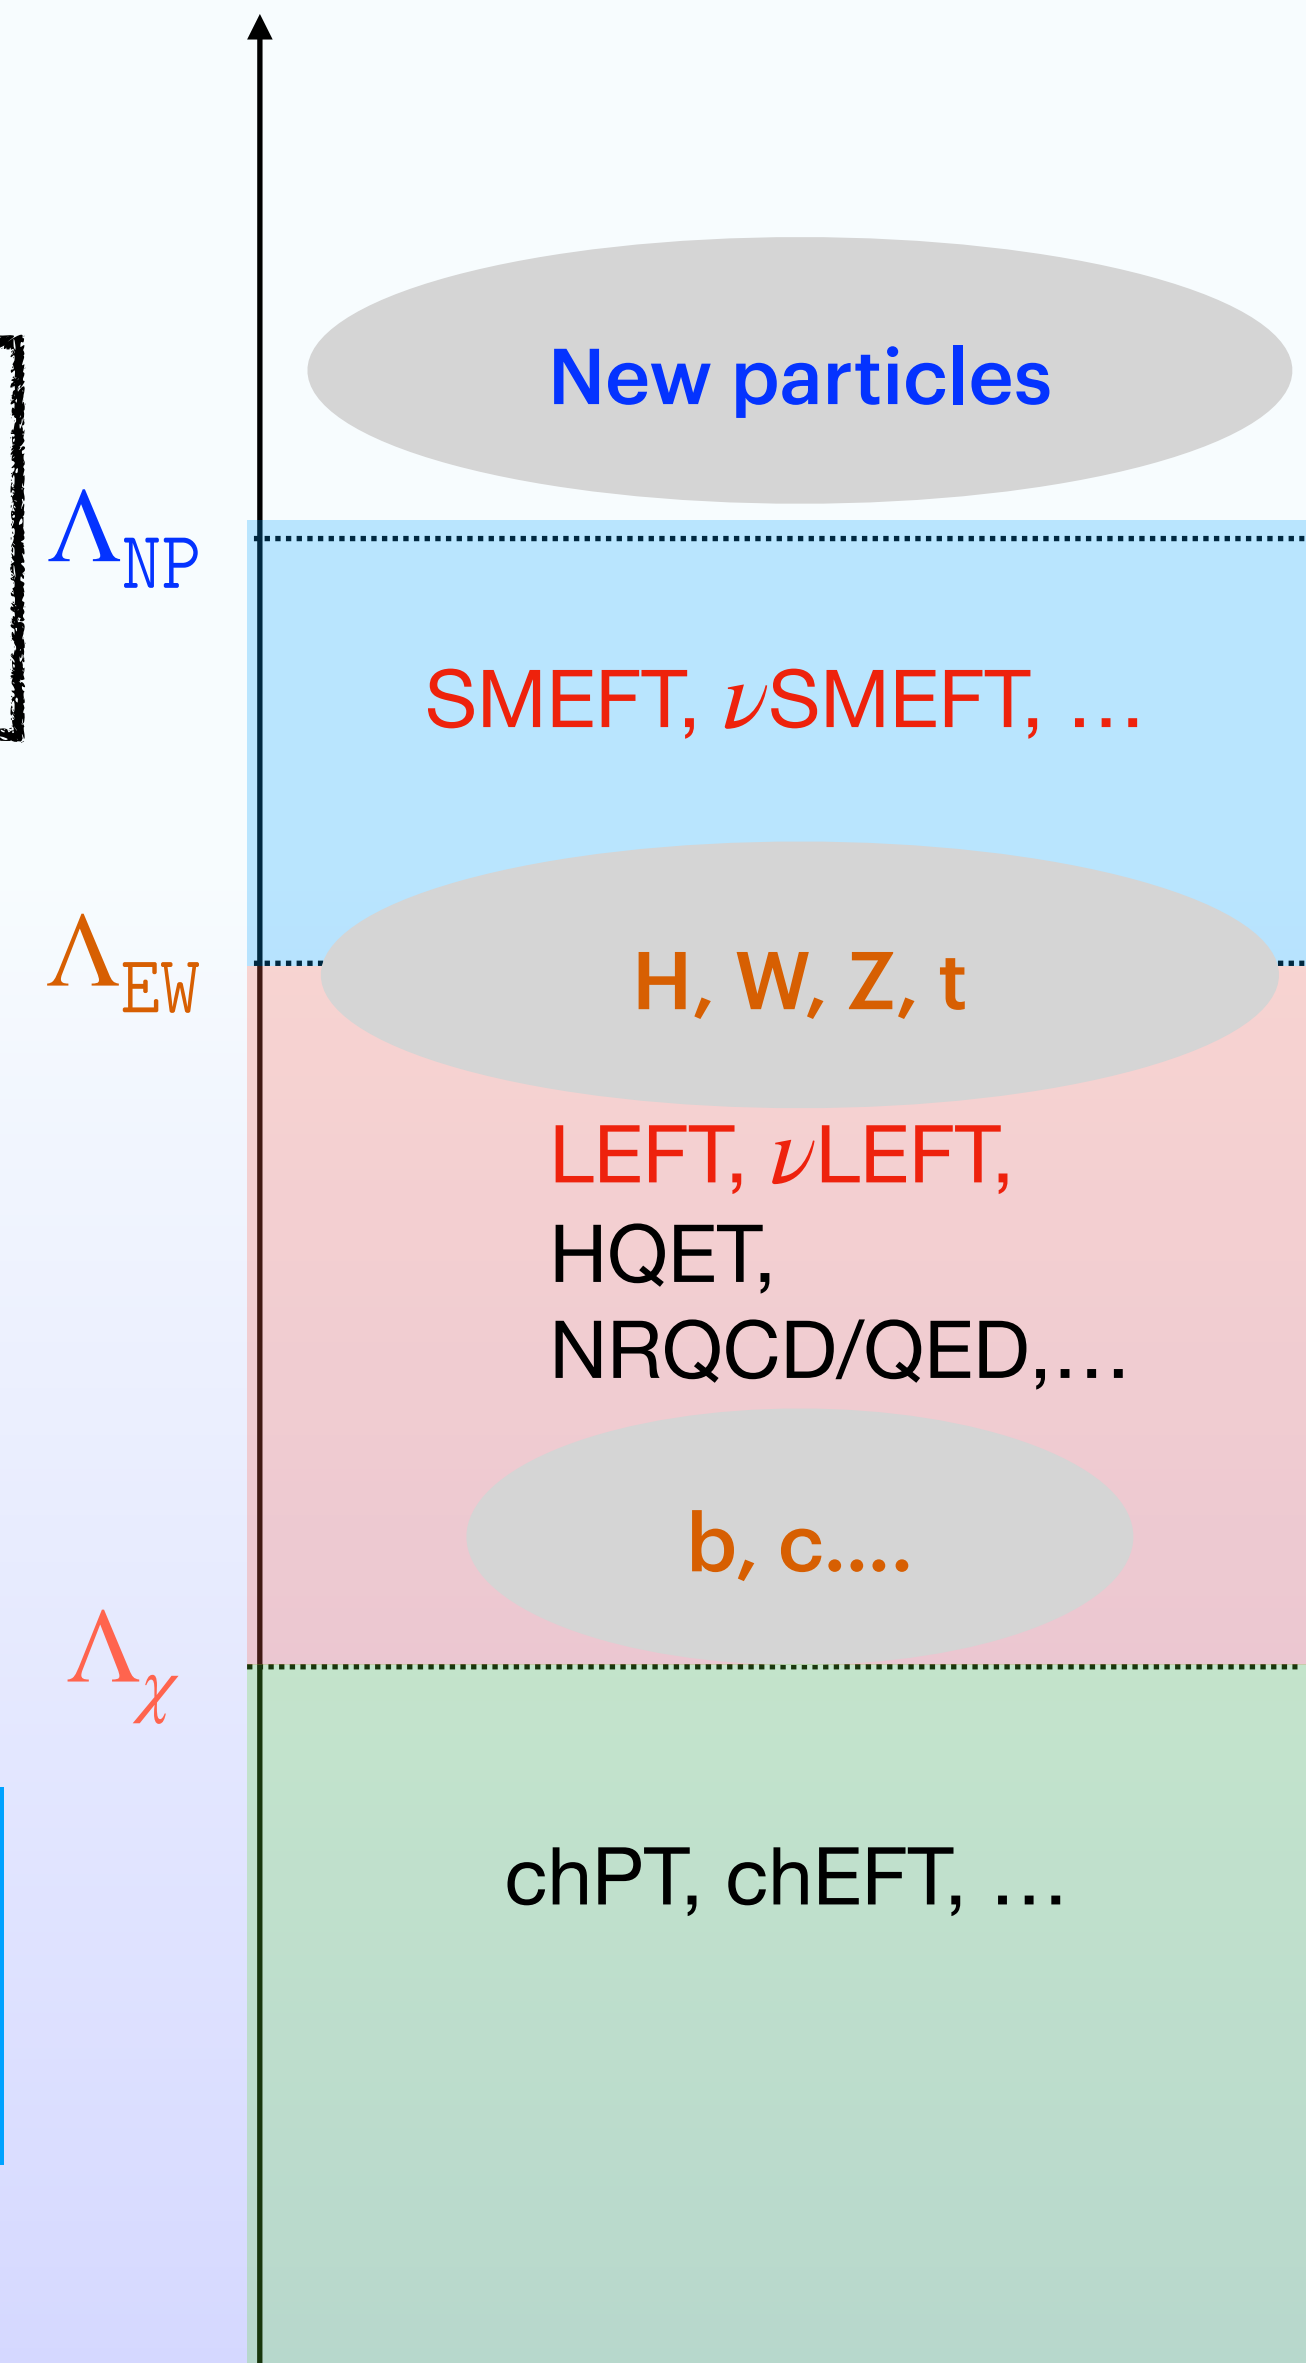 New particles
Λ_NP
SMEFT, νSMEFT, …
Λ_EW
H, W, Z, t
LEFT, νLEFT,
HQET,
NRQCD/QED,…
b, c....
Λ_χ
chPT, chEFT, …